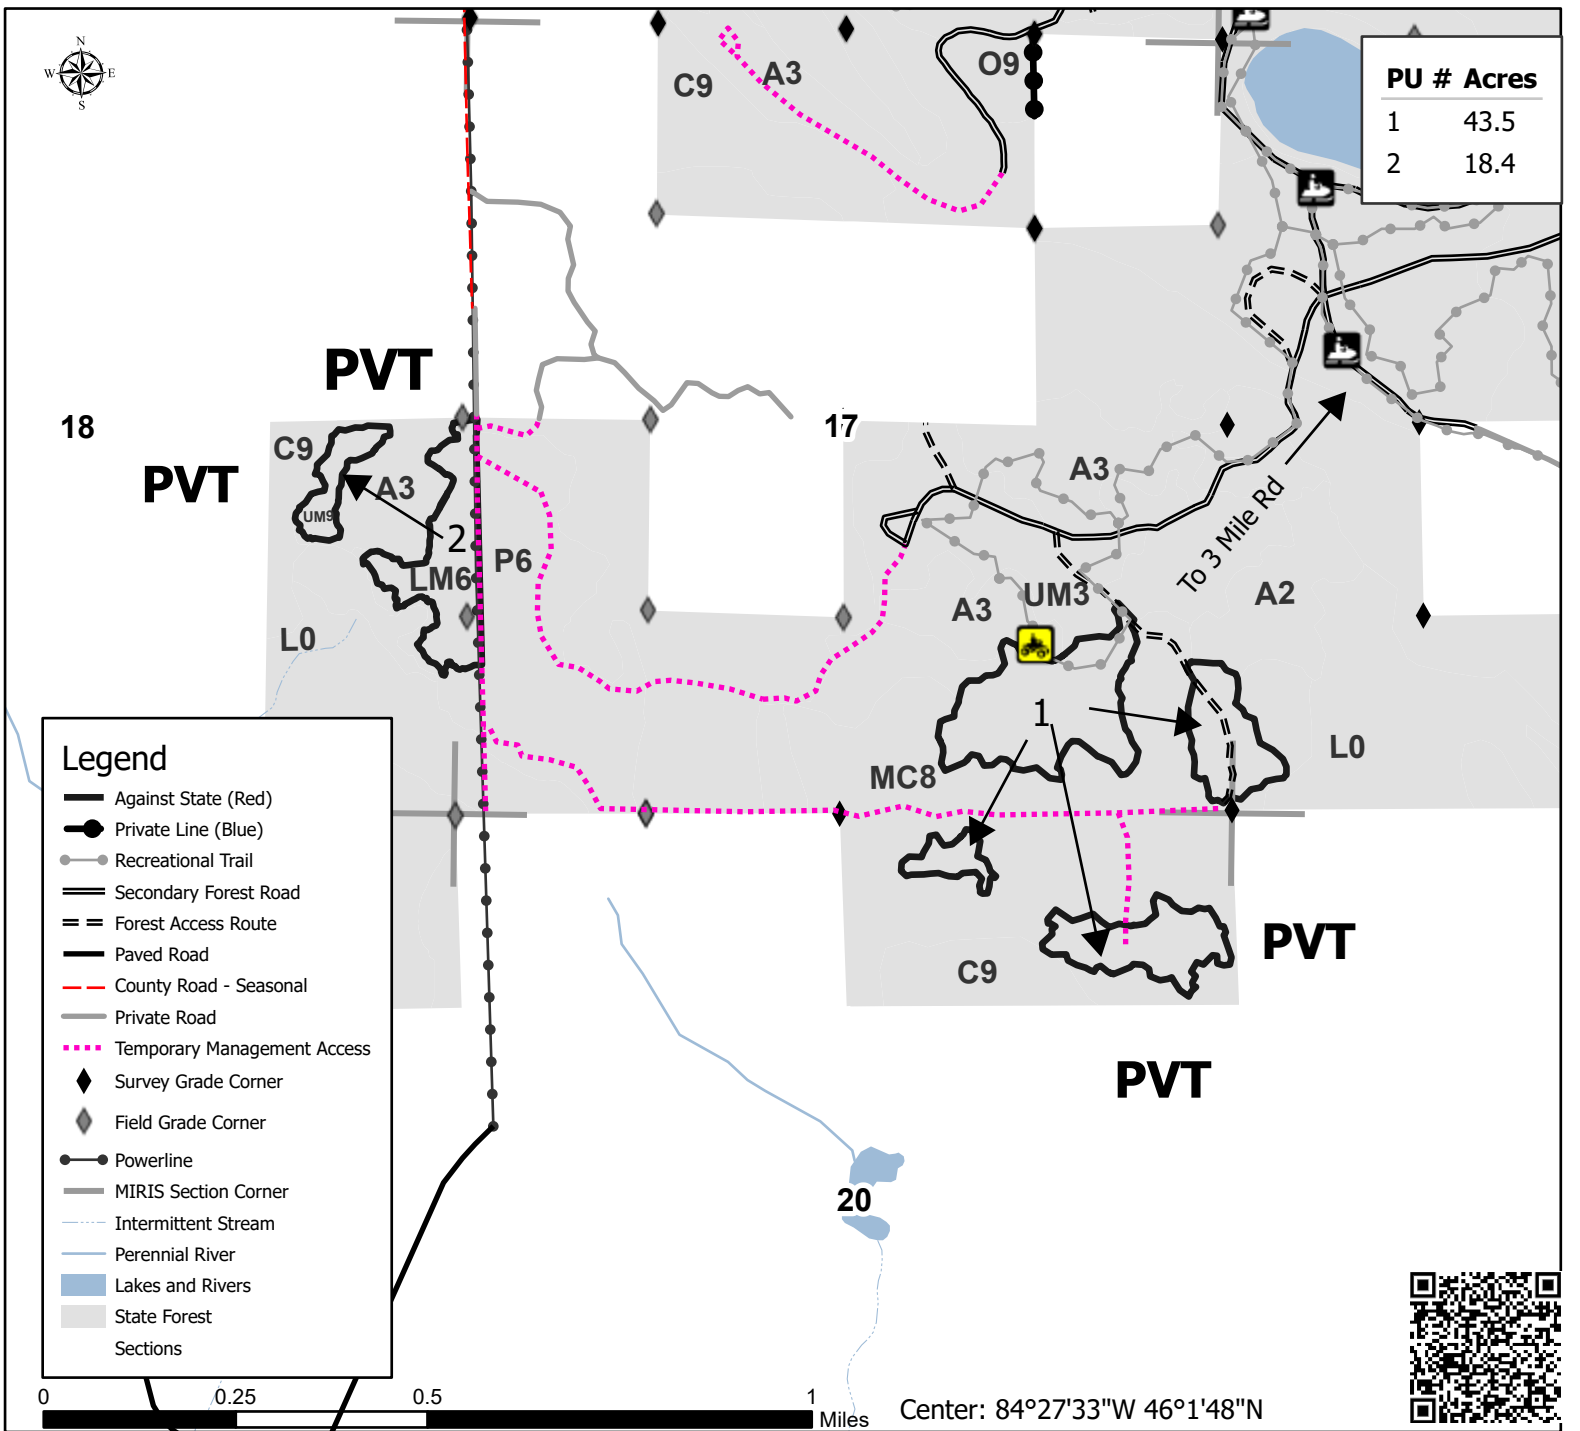 N
W E
S
C9
A3
O9
PU # Acres
1 43.5
2 18.4
PVT
18
17
C9
PVT
A3
A3
UM9
2
P6
LM6
To 3 Mile Rd
A3
UM3
A2
L0
1
L0
MC8
Legend
Against State (Red)
Private Line (Blue)
Recreational Trail
Secondary Forest Road
Forest Access Route
Paved Road
County Road - Seasonal
Private Road
Temporary Management Access
Survey Grade Corner
Field Grade Corner
Powerline
MIRIS Section Corner
Intermittent Stream
Perennial River
Lakes and Rivers
State Forest
Sections
PVT
C9
PVT
20
0 0.25 0.5 1
Miles
Center: 84°27'33"W 46°1'48"N